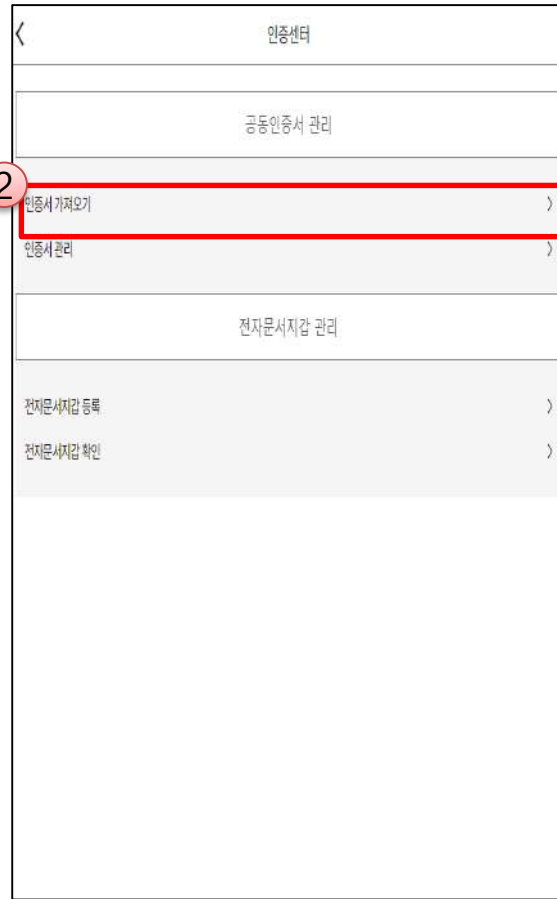 인증센터
공동인증서 관리
2
인증서 가져오기
인증서 관리
전자문서지갑 관리
전자문서지갑 등록
전자문서지갑 확인